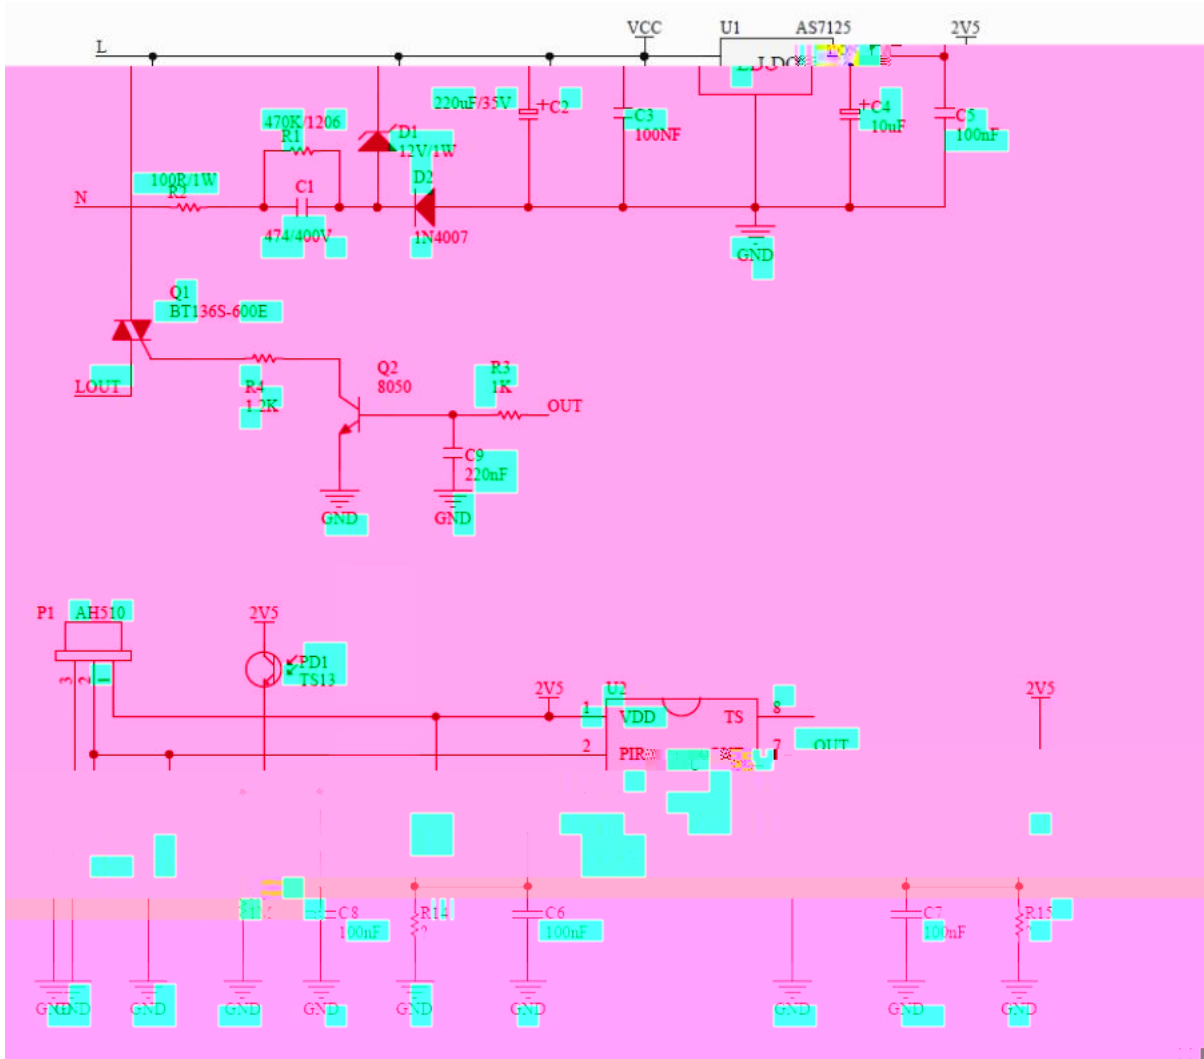 L VCC U1 AS7125 2V5
220uF/35V C2 C3 100NF C4 10uF C5 100nF
470K/1206
R1
D1
12V/1W
100R/1W
R2
N C1 D2
474/400V 1N4007
GND
Q1
BT136S-600E
LOUT R4 1.2K
Q2
8050
R3
1K
OUT
C9
220nF
GND GND
P1 AH510 2V5
PD1
TS13
3 2 1
2V5 U2 2V5
1 VDD TS 8
2 PIR 7 OUT
C8 R14 C6 C7 R15
100nF 100nF 100nF
GND GND GND GND GND GND GND GND GND GND